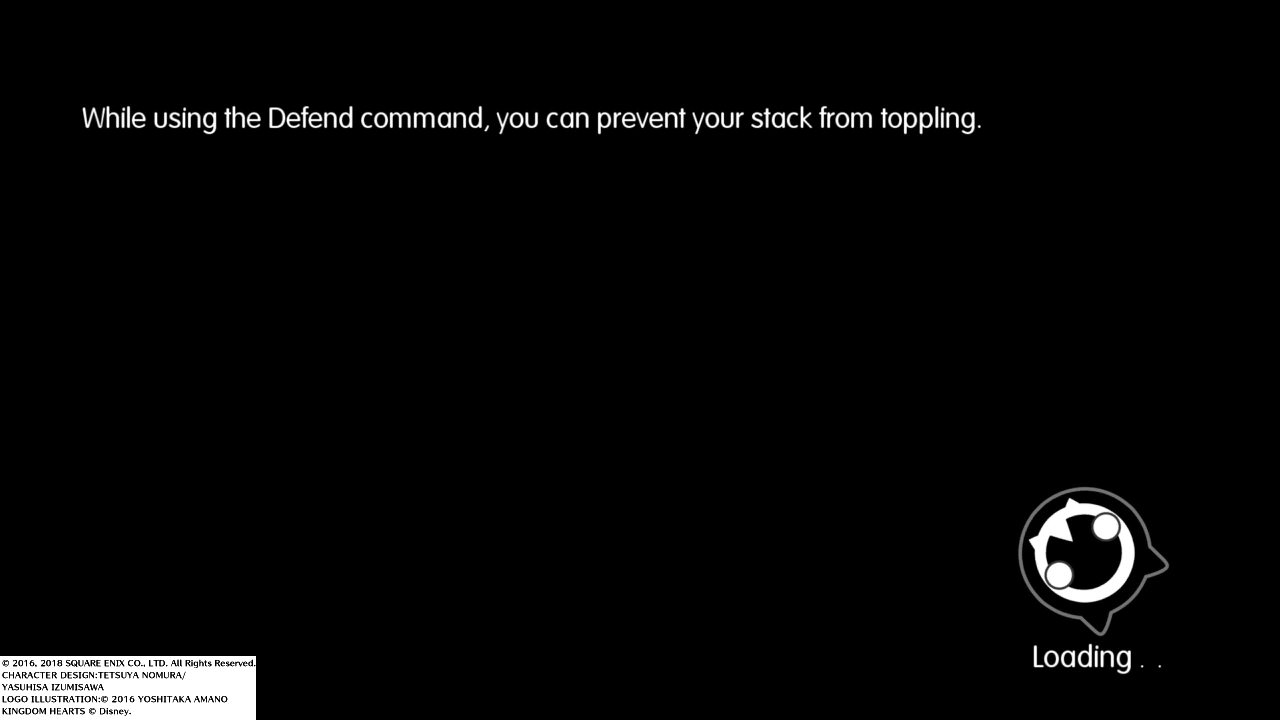 While using the Defend command, you can prevent your stack from toppling.
Loading . .
© 2016, 2018 SQUARE ENIX CO., LTD. All Rights Reserved.
CHARACTER DESIGN:TETSUYA NOMURA/
YASUHISA IZUMISAWA
LOGO ILLUSTRATION:© 2016 YOSHITAKA AMANO
KINGDOM HEARTS © Disney.